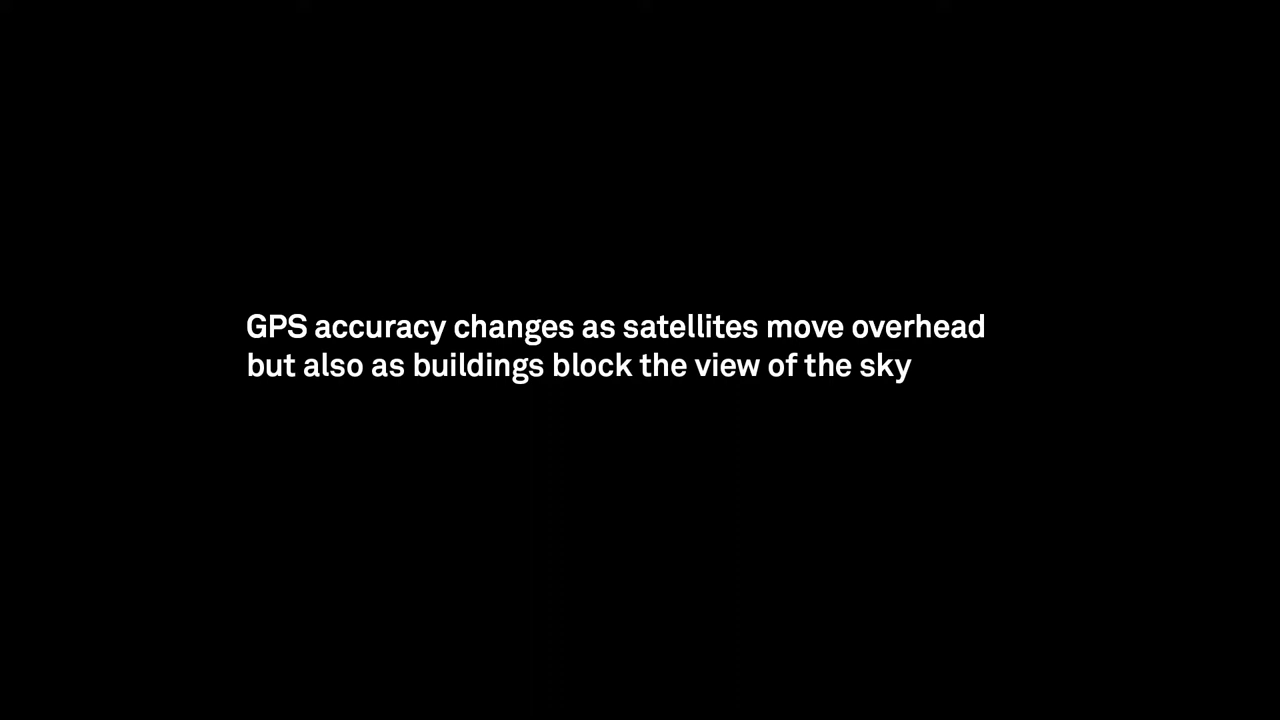 GPS accuracy changes as satellites move overhead
but also as buildings block the view of the sky